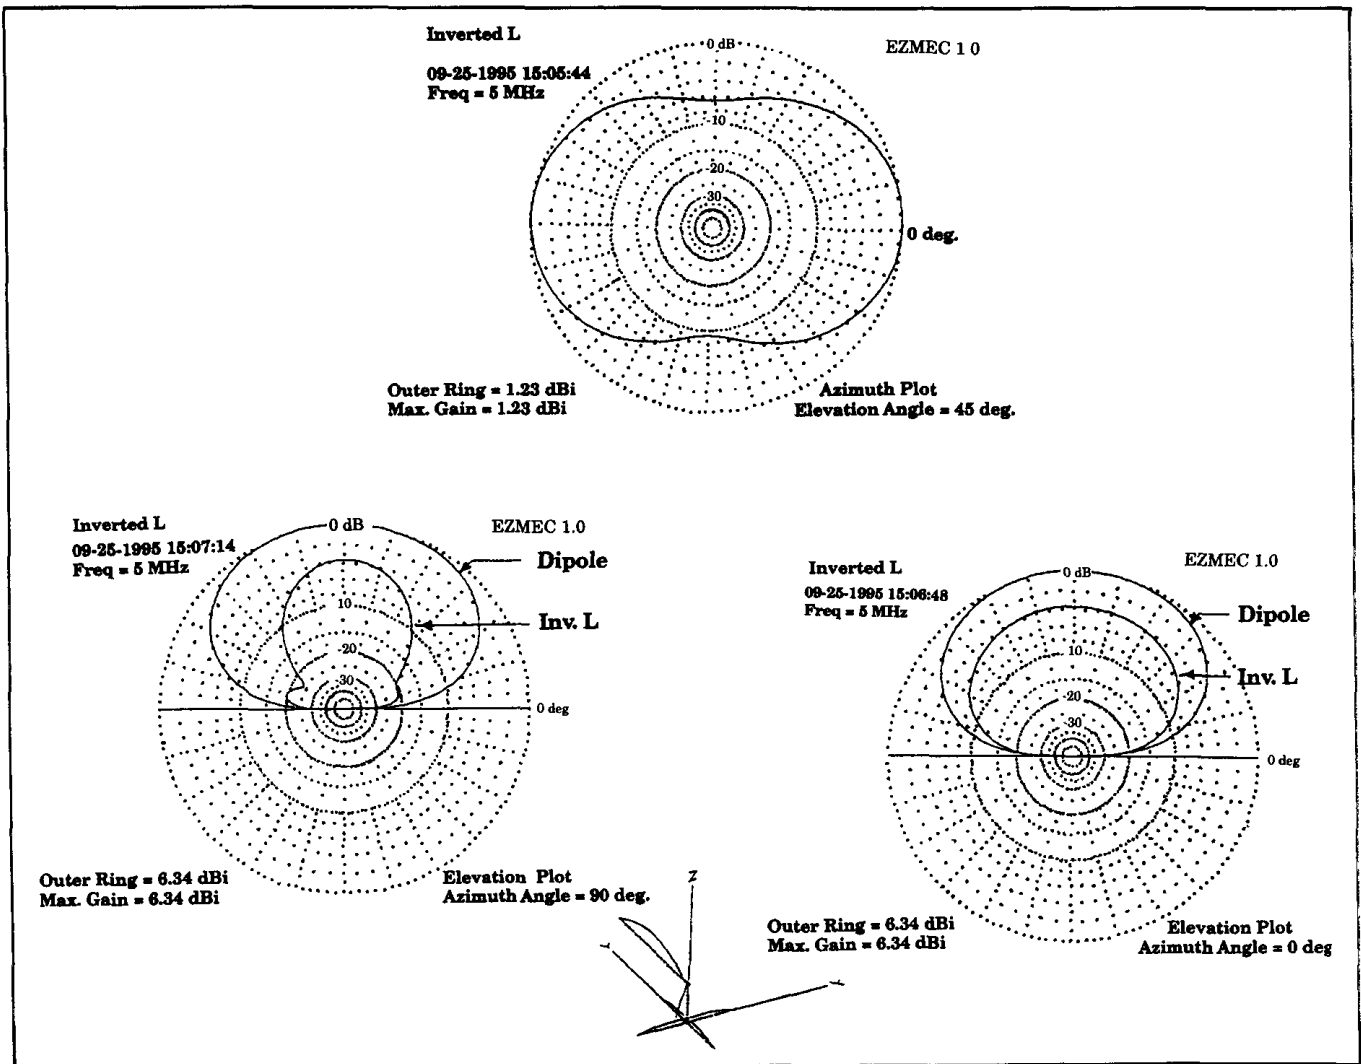 Inverted L
EZMEC 1 0
09-25-1995 15:05:44
Freq = 5 MHz
0 dB
-10
-20
-30
0 deg.
Outer Ring = 1.23 dBi
Max. Gain = 1.23 dBi
Azimuth Plot
Elevation Angle = 45 deg.
Inverted L
09-25-1995 15:07:14
Freq = 5 MHz
0 dB
EZMEC 1.0
Dipole
Inv. L
10
-20
-30
0 deg
Outer Ring = 6.34 dBi
Max. Gain = 6.34 dBi
Elevation Plot
Azimuth Angle = 90 deg.
Inverted L
09-25-1995 15:06:48
Freq = 5 MHz
0 dB
EZMEC 1.0
Dipole
Inv. L
10
-20
-30
0 deg
Outer Ring = 6.34 dBi
Max. Gain = 6.34 dBi
Elevation Plot
Azimuth Angle = 0 deg
Z